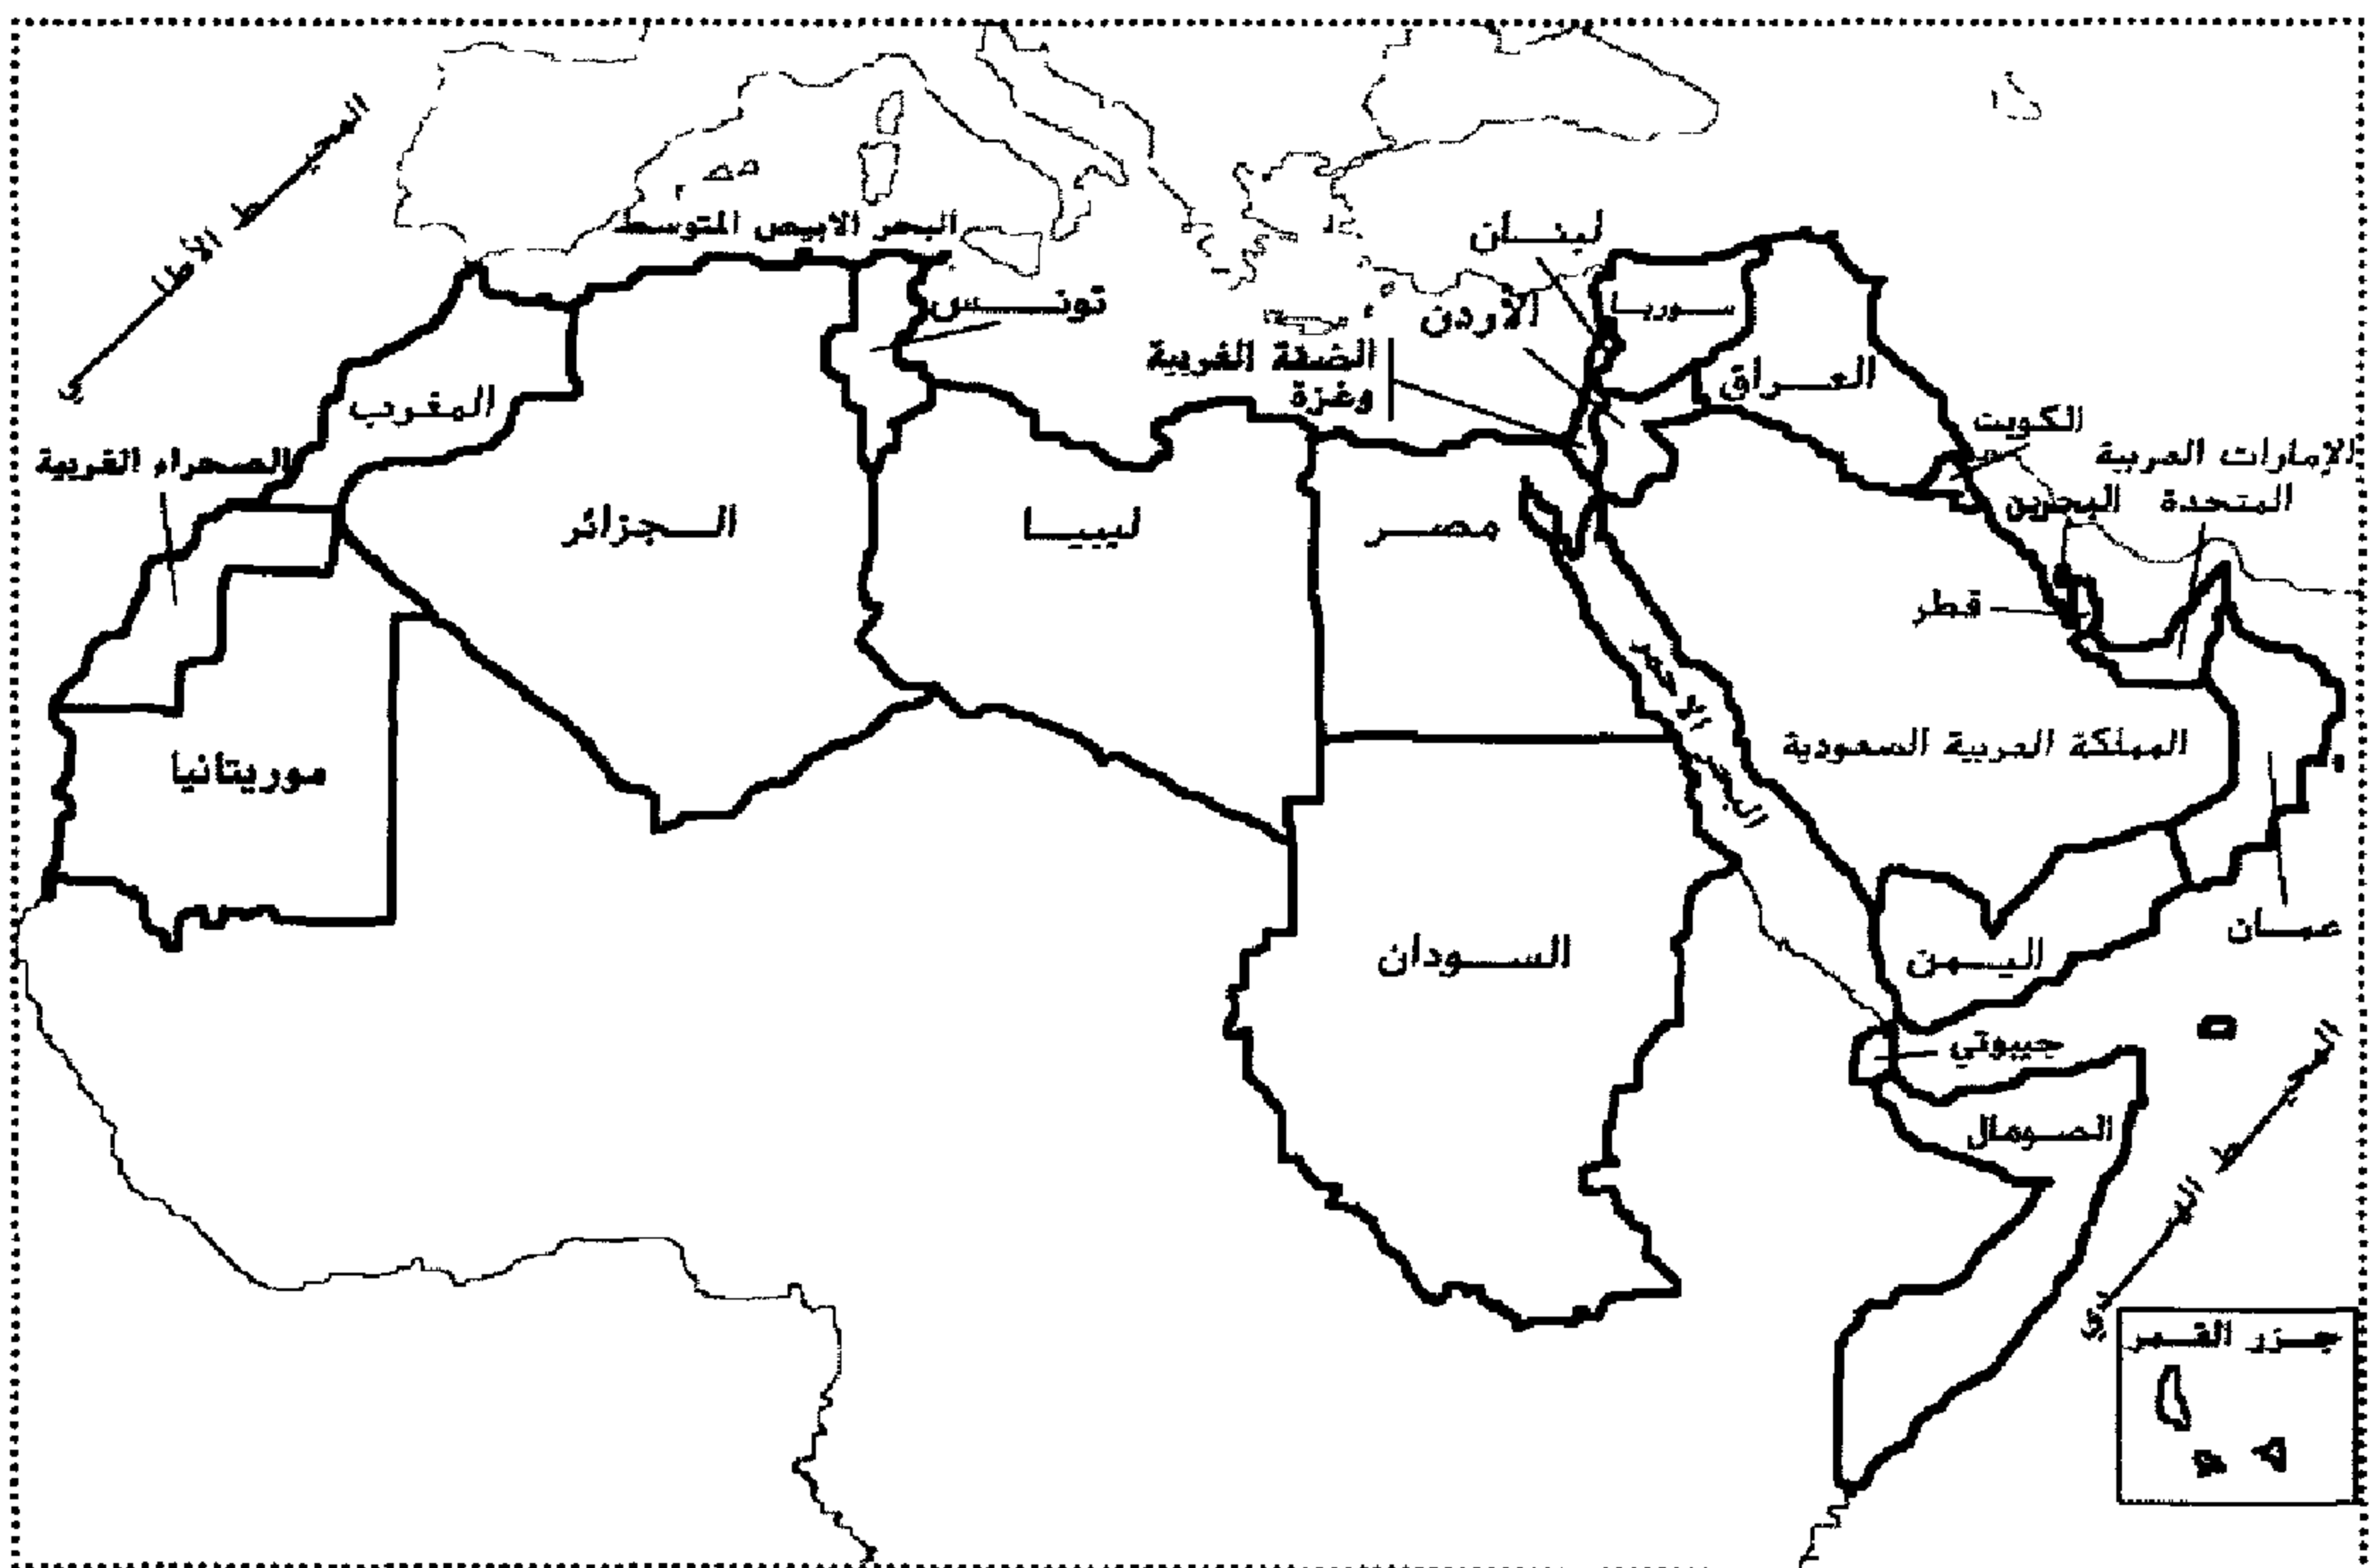 المحيط الأطلسي
البحر الابيض المتوسط
لبنان
سوريا
تونس
الأردن
الضفة الغربية
وغزة
العراق
المغرب
الكويت
الصحراء الغربية
الإمارات العربية
المتحدة
البحرين
الجزائر
ليبيا
مصر
قطر
البحر الأحمر
المملكة العربية السعودية
موريتانيا
عمان
السودان
اليمن
جيبوتي
الصومال
المحيط الهندي
جزر القمر